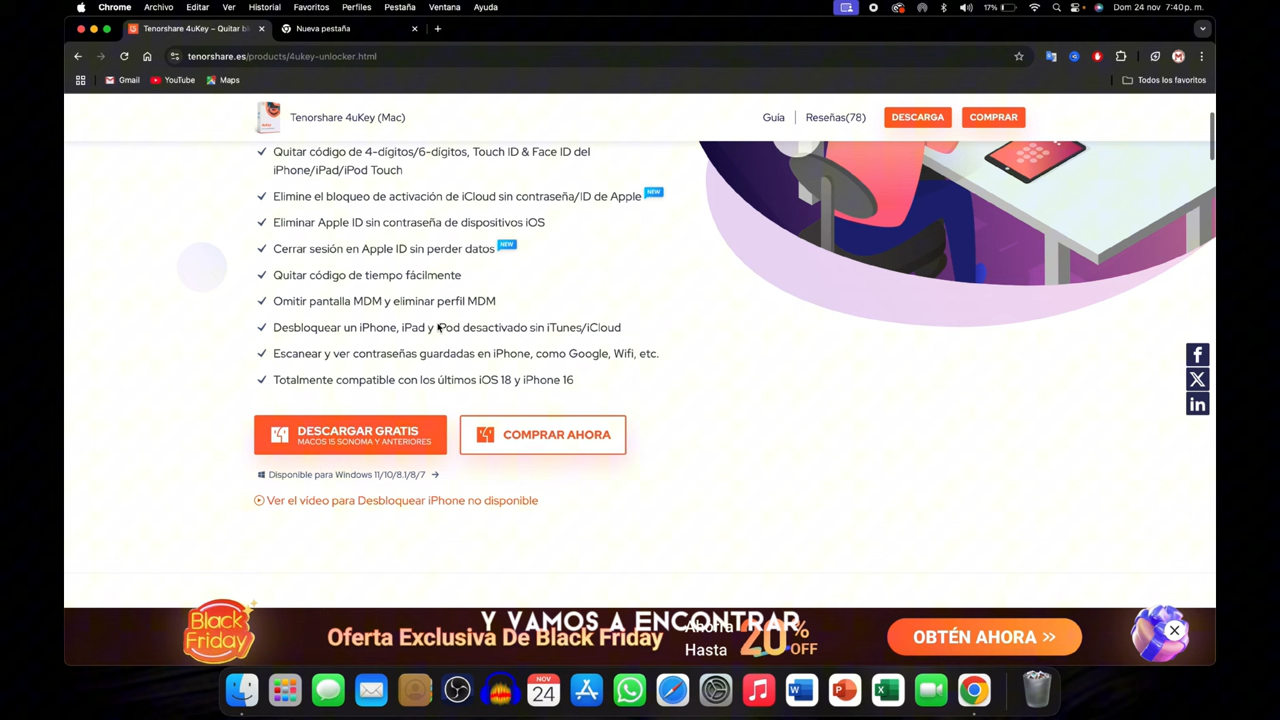 Chrome Archivo Editar Ver Historial Favoritos Perfiles Pestaña Ventana Ayuda 17% Dom 24 nov 7:40 p. m.
Tenorshare 4uKey – Quitar bl Nueva pestaña
tenorshare.es/products/4ukey-unlocker.html
Gmail YouTube Maps Todos los favoritos
Tenorshare 4uKey (Mac) Guía Reseñas(78) DESCARGA COMPRAR
Quitar código de 4-dígitos/6-dígitos, Touch ID & Face ID del
iPhone/iPad/iPod Touch
Elimine el bloqueo de activación de iCloud sin contraseña/ID de Apple NEW
Eliminar Apple ID sin contraseña de dispositivos iOS
Cerrar sesión en Apple ID sin perder datos NEW
Quitar código de tiempo fácilmente
Omitir pantalla MDM y eliminar perfil MDM
Desbloquear un iPhone, iPad y iPod desactivado sin iTunes/iCloud
Escanear y ver contraseñas guardadas en iPhone, como Google, Wifi, etc.
Totalmente compatible con los últimos iOS 18 y iPhone 16
DESCARGAR GRATIS
MACOS 15 SONOMA Y ANTERIORES
COMPRAR AHORA
Disponible para Windows 11/10/8.1/8/7
Ver el vídeo para Desbloquear iPhone no disponible
Y VAMOS A ENCONTRAR
Black
Friday
Oferta Exclusiva De Black Friday
Ahorra
Hasta
20% OFF
OBTÉN AHORA >>
NOV
24